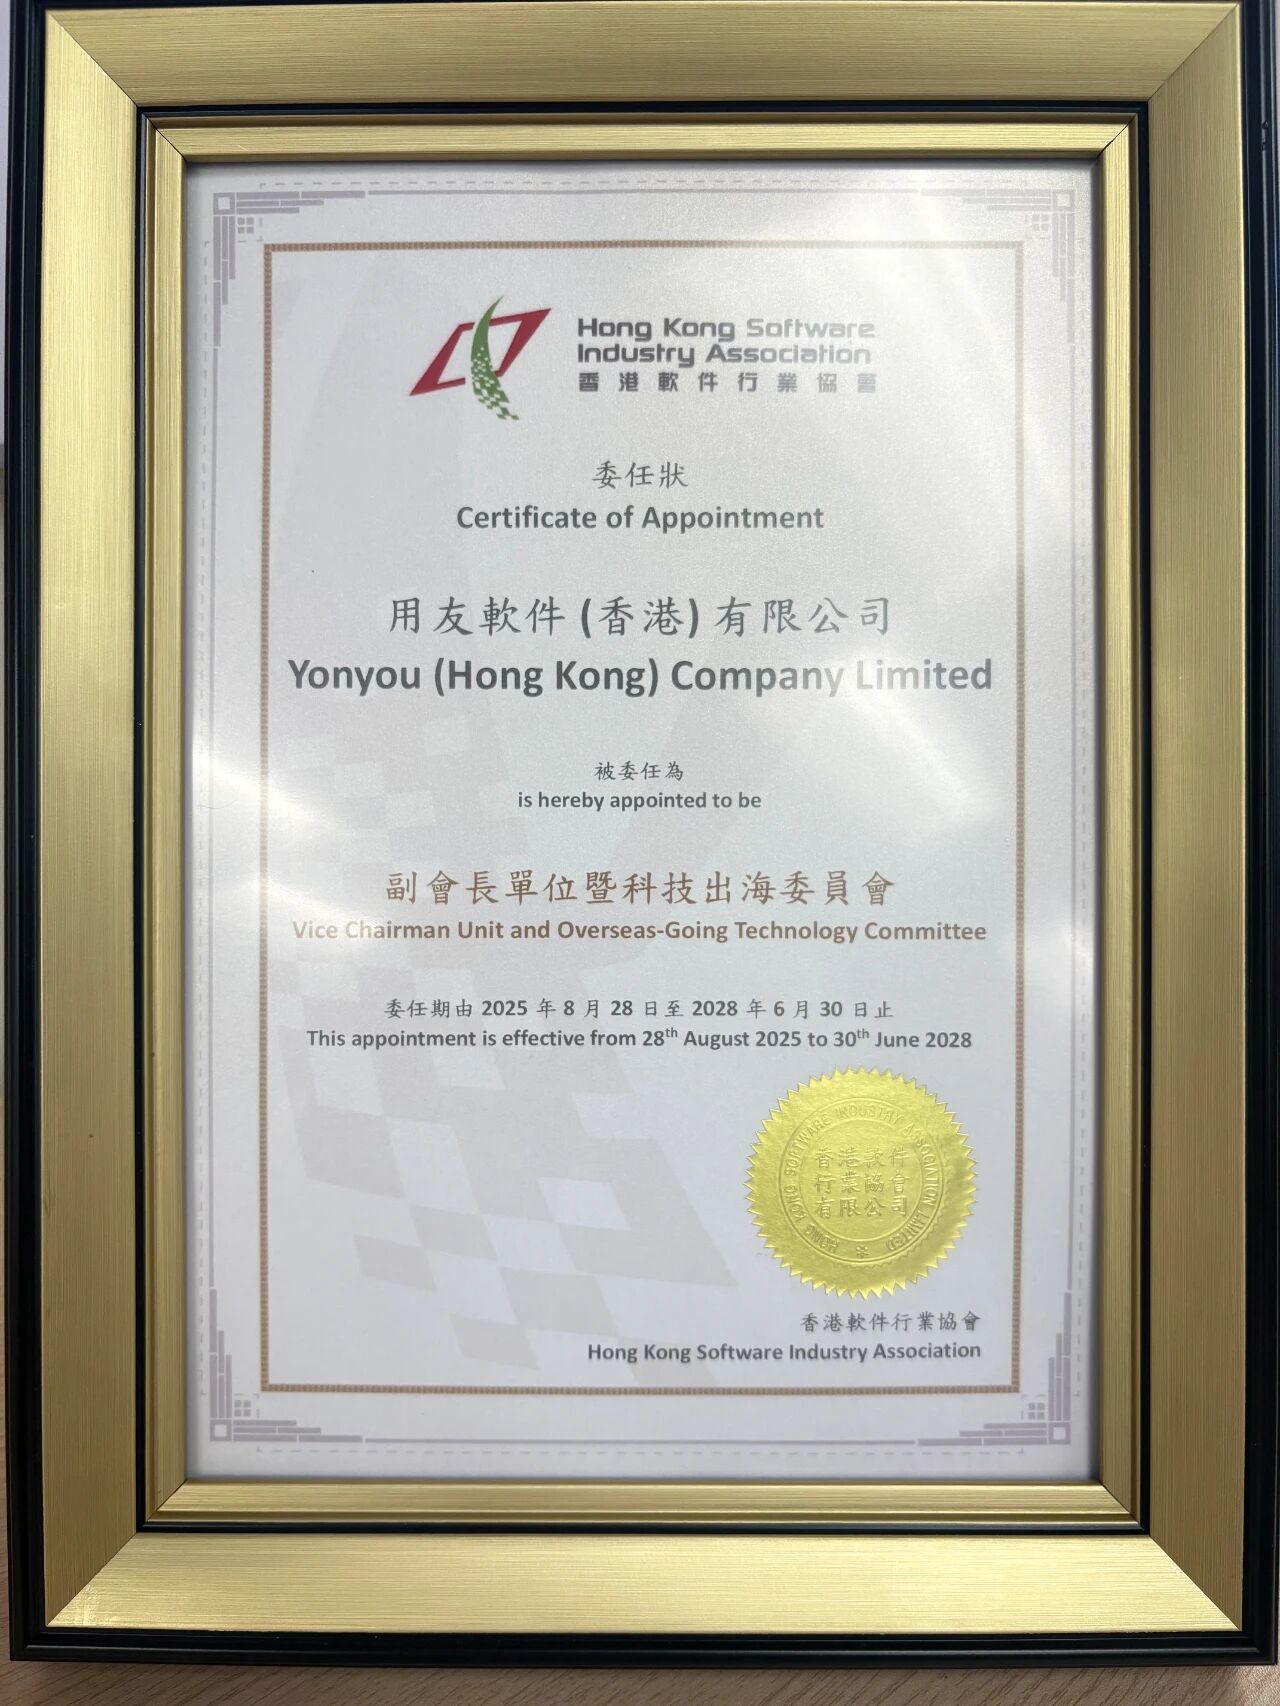 Hong Kong Software
Industry Association
香港軟件行業協會
委任狀
Certificate of Appointment
用友軟件(香港)有限公司
Yonyou (Hong Kong) Company Limited
被委任為
is hereby appointed to be
副會長單位暨科技出海委員會
Vice Chairman Unit and Overseas-Going Technology Committee
委任期由 2025 年 8 月 28 日至 2028 年 6 月 30 日止
This appointment is effective from 28th August 2025 to 30th June 2028
HONG KONG SOFTWARE INDUSTRY ASSOCIATION LIMITED
香港軟件
行業協會
有限公司
香港軟件行業協會
Hong Kong Software Industry Association